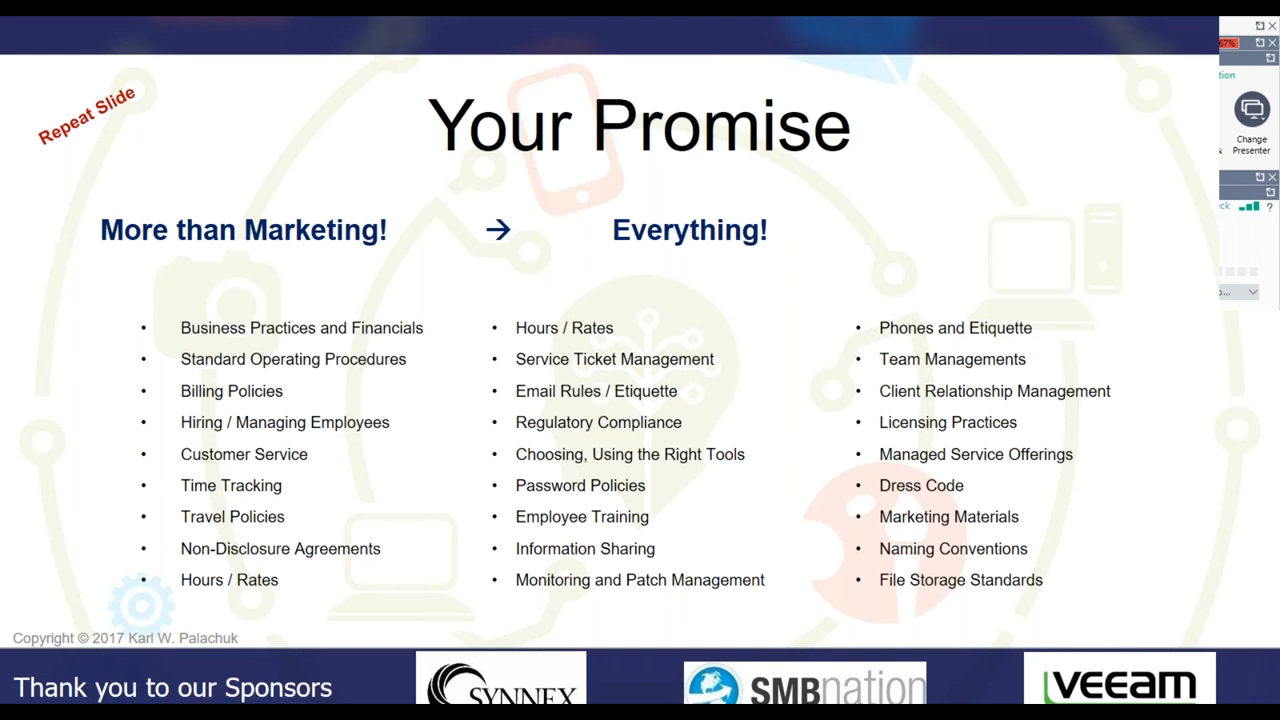 Repeat Slide
Your Promise
More than Marketing! → Everything!
• Business Practices and Financials
• Standard Operating Procedures
• Billing Policies
• Hiring / Managing Employees
• Customer Service
• Time Tracking
• Travel Policies
• Non-Disclosure Agreements
• Hours / Rates
• Hours / Rates
• Service Ticket Management
• Email Rules / Etiquette
• Regulatory Compliance
• Choosing, Using the Right Tools
• Password Policies
• Employee Training
• Information Sharing
• Monitoring and Patch Management
• Phones and Etiquette
• Team Managements
• Client Relationship Management
• Licensing Practices
• Managed Service Offerings
• Dress Code
• Marketing Materials
• Naming Conventions
• File Storage Standards
Copyright © 2017 Karl W. Palachuk
Thank you to our Sponsors
SYNNEX
SMBnation
veeam
67%
tion
Change
& Presenter
ck ?
o...